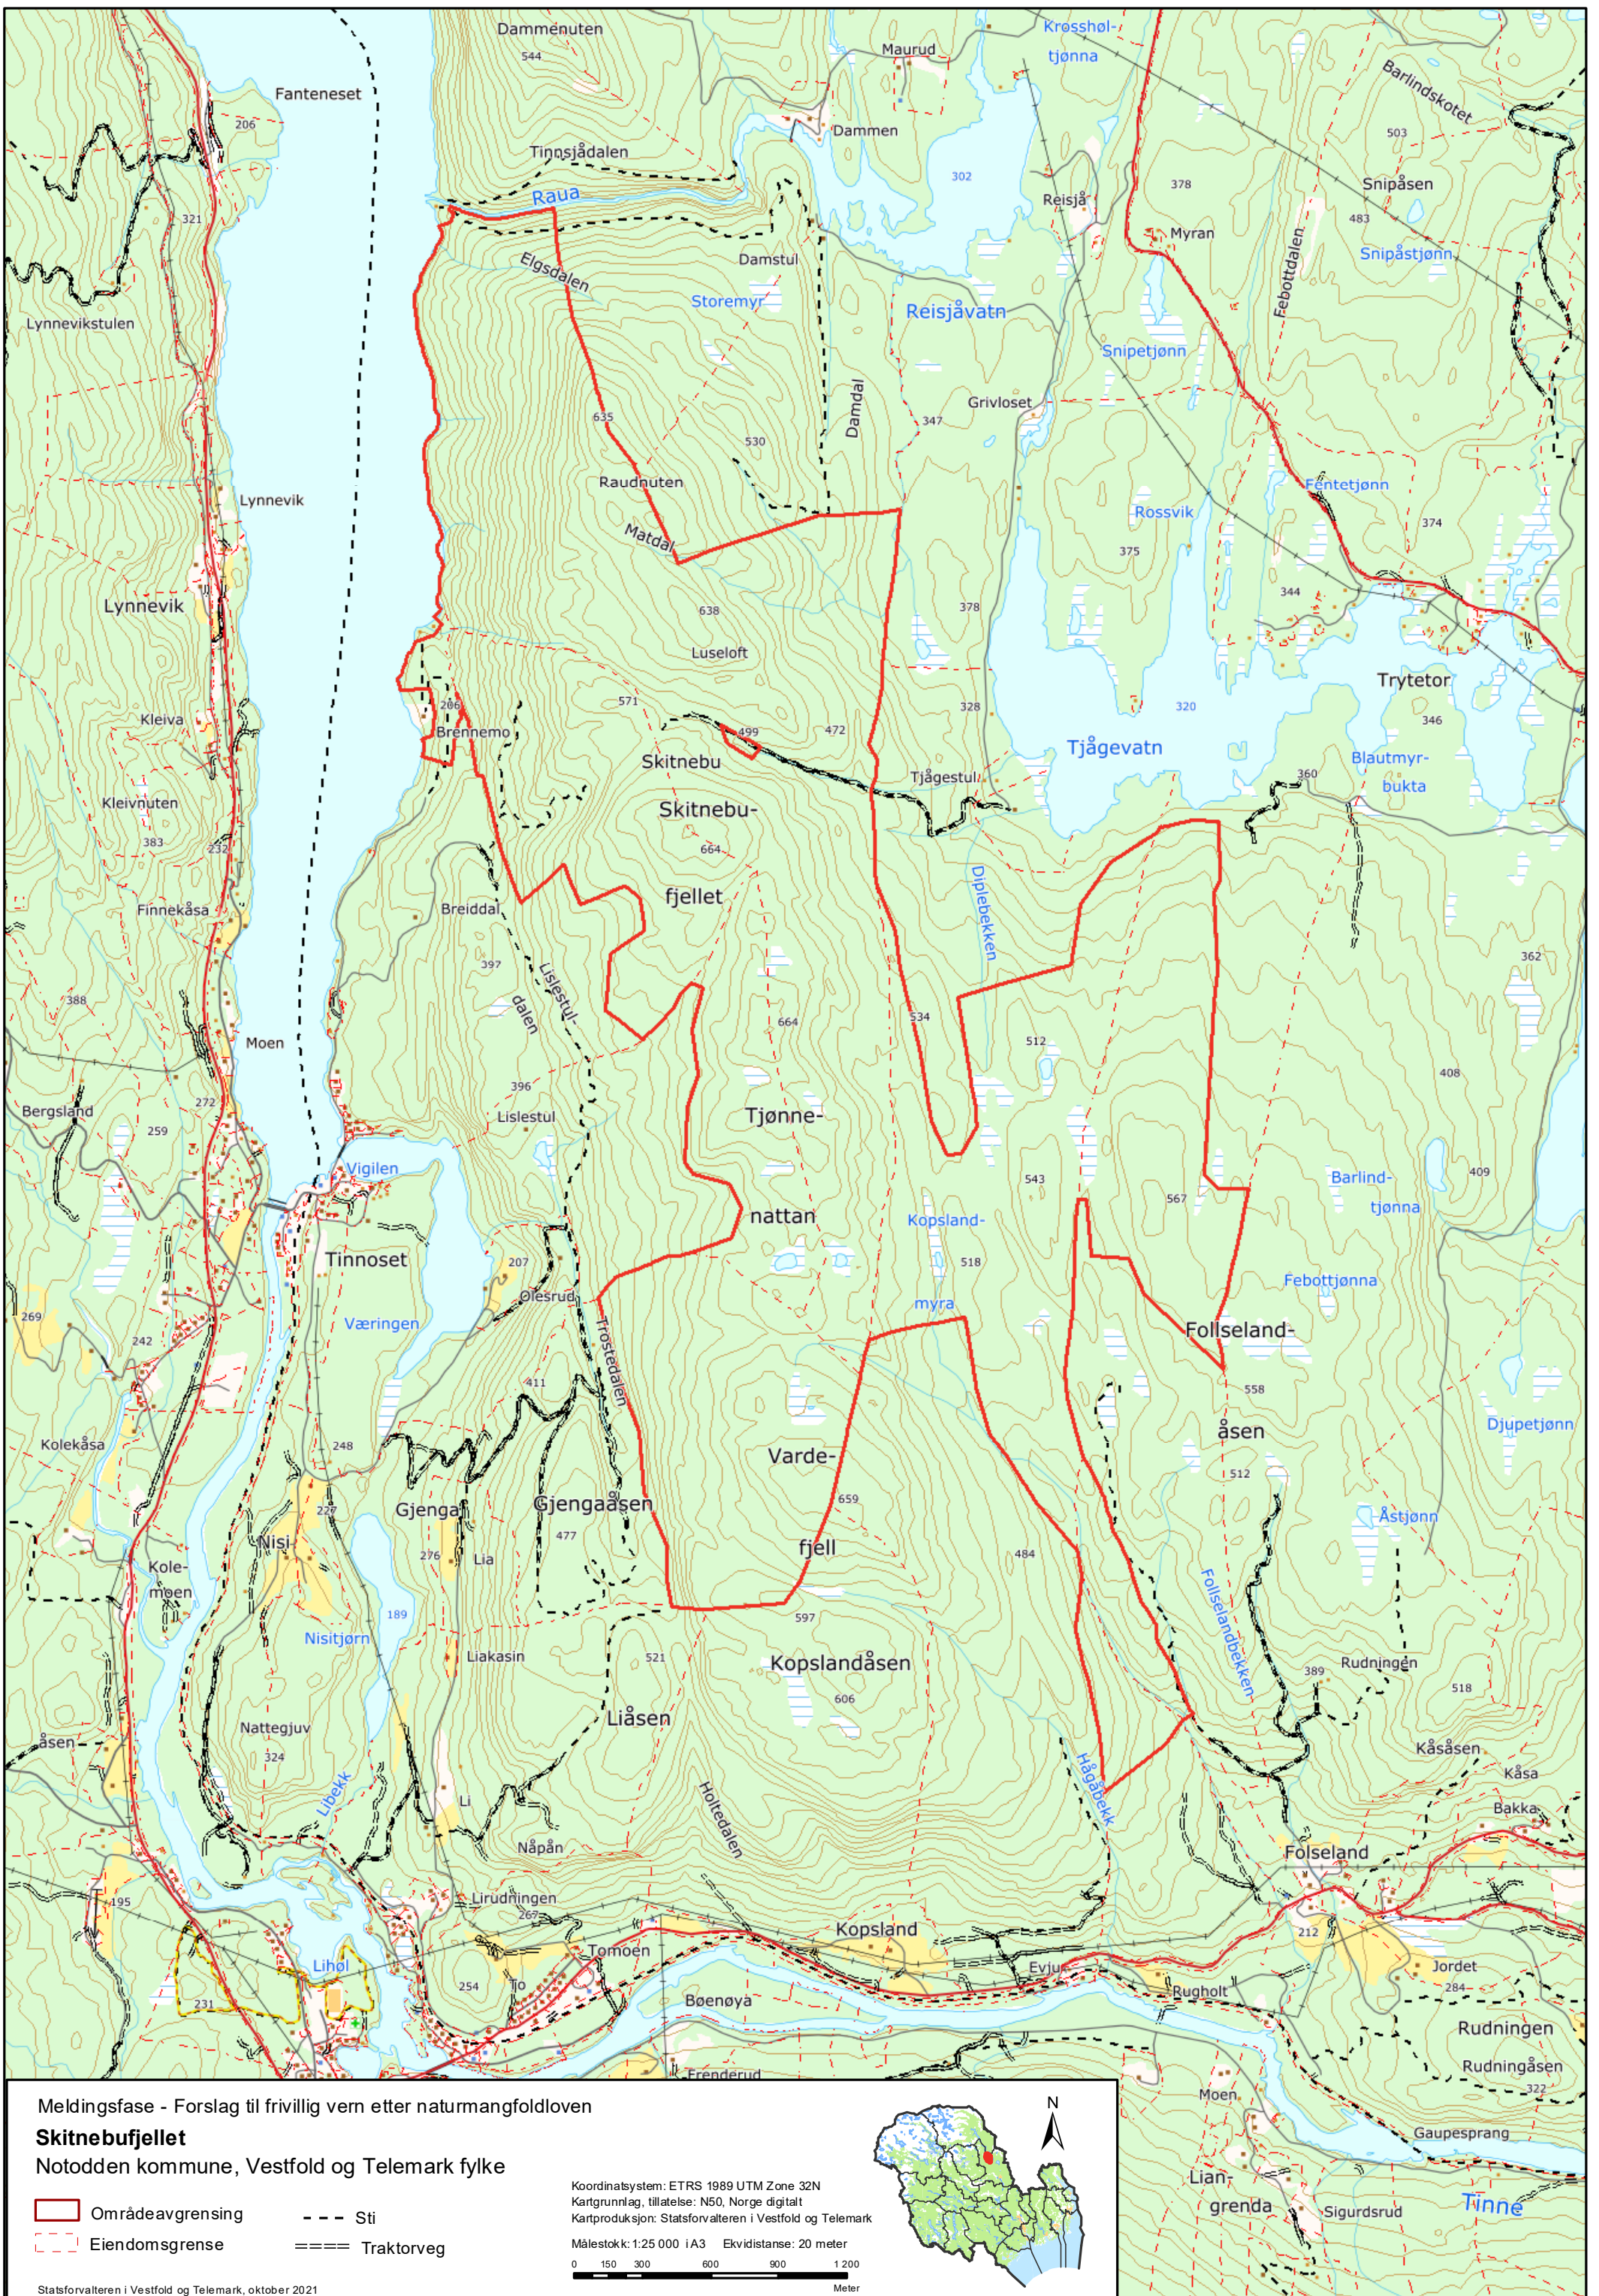 Dammenuten
544
Krosshøl-
tjønna
Maurud
Barlindskotet
Fanteneset
206
Dammen
503
Tinnsjådalen
302
378
Snipåsen
Raua
Reisjå
483
321
Myran
Snipåstjønn
Elgsdalen
Damstul
Febottdalen
Storemyr
Reisjåvatn
Lynnevikstulen
Snipetjønn
Damdal
Grivloset
635
347
530
Raudnuten
Fentetjønn
Lynnevik
Rossvik
374
Matdal
375
344
Lynnevik
638
378
Luseloft
Trytetor
571
206
328
320
346
Kleiva
Brennemo
499
472
Tjågevatn
Skitnebu
Blautmyr-
bukta
Tjågestul
360
Kleivnuten
Skitnebu-
383
232
664
fjellet
Finnekåsa
Breiddal
Diplebekken
397
Lislestul-
dalen
362
388
664
534
Moen
512
408
272
396
Bergsland
259
Lislestul
Tjønne-
Vigilen
543
567
409
Barlind-
tjønna
nattan
Kopsland-
myra
Tinnoset
207
518
Febottjønna
Olesrud
269
Væringen
242
Follseland-
Trostedalen
411
558
Djupetjønn
Kolekåsa
248
åsen
Varde-
512
Gjenga
Gjengaåsen
227
659
Åstjønn
477
Nisi
fjell
276
Lia
484
Kole-
moen
189
597
Follselandbekken
Nisitjørn
Liakasin
521
Kopslandåsen
Rudningen
389
606
518
Nattegjuv
Liåsen
åsen
324
Kåsåsen
Hågåbekk
Kåsa
Libekk
Li
Holtedalen
Bakka
Nåpån
Folseland
195
Lirudningen
267
Kopsland
212
Tomoen
Lihøl
254
To
Evju
Jordet
284
Rugholt
231
Bøenøya
Rudningen
Rudningåsen
322
Frenderud
Moen
Gaupesprang
Lian-
grenda
Sigurdsrud
Tinne
Meldingsfase - Forslag til frivillig vern etter naturmangfoldloven
Skitnebufjellet
Notodden kommune, Vestfold og Telemark fylke
N
Områdeavgrensing
Sti
Eiendomsgrense
Traktorveg
Koordinatsystem: ETRS 1989 UTM Zone 32N
Kartgrunnlag, tillatelse: N50, Norge digitalt
Kartproduksjon: Statsforvalteren i Vestfold og Telemark
Målestokk: 1:25 000 i A3 Ekvidistanse: 20 meter
0 150 300 600 900 1 200
Meter
Statsforvalteren i Vestfold og Telemark, oktober 2021